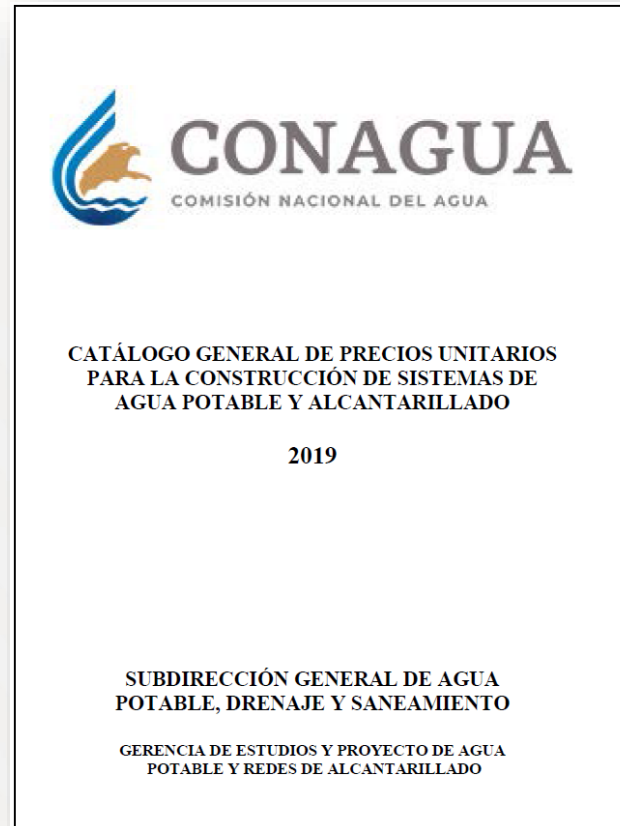 CONAGUA
COMISIÓN NACIONAL DEL AGUA
CATÁLOGO GENERAL DE PRECIOS UNITARIOS
PARA LA CONSTRUCCIÓN DE SISTEMAS DE
AGUA POTABLE Y ALCANTARILLADO
2019
SUBDIRECCIÓN GENERAL DE AGUA
POTABLE, DRENAJE Y SANEAMIENTO
GERENCIA DE ESTUDIOS Y PROYECTO DE AGUA
POTABLE Y REDES DE ALCANTARILLADO